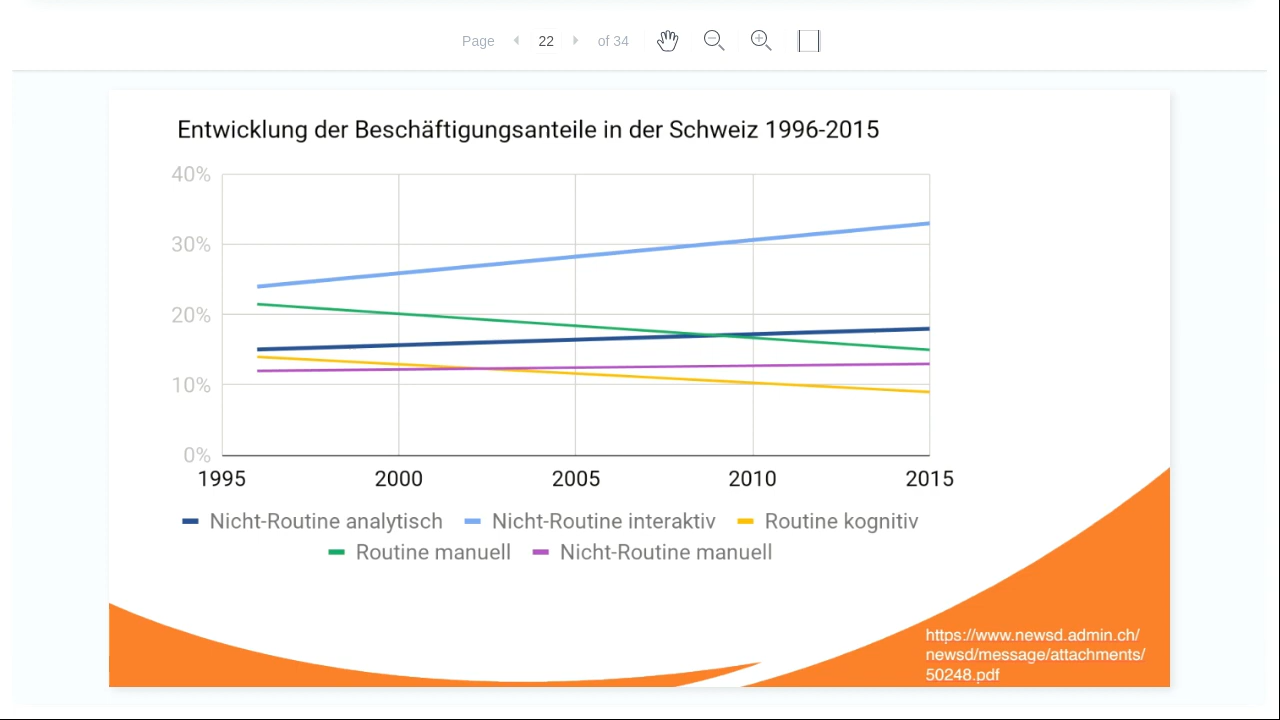 Page 22 of 34
Entwicklung der Beschäftigungsanteile in der Schweiz 1996-2015
40%
30%
20%
10%
0%
1995 2000 2005 2010 2015
Nicht-Routine analytisch Nicht-Routine interaktiv Routine kognitiv
Routine manuell Nicht-Routine manuell
https://www.newsd.admin.ch/
newsd/message/attachments/
50248.pdf